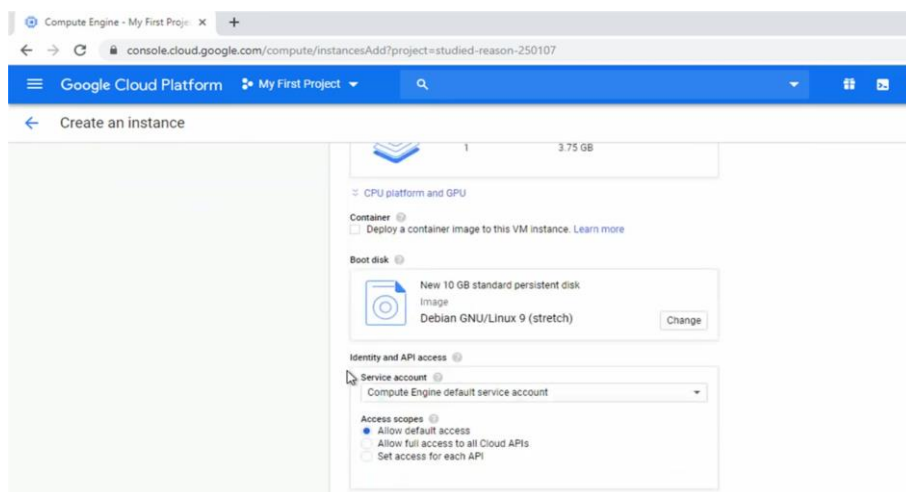 Compute Engine - My First Proje
console.cloud.google.com/compute/instancesAdd?project=studied-reason-250107
Google Cloud Platform My First Project
Create an instance
1 3.75 GB
CPU platform and GPU
Container
Deploy a container image to this VM instance. Learn more
Boot disk
New 10 GB standard persistent disk
Image
Debian GNU/Linux 9 (stretch)
Change
Identity and API access
Service account
Compute Engine default service account
Access scopes
Allow default access
Allow full access to all Cloud APIs
Set access for each API